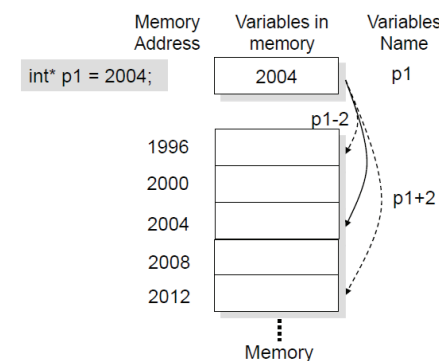 Memory Address
Variables in memory
Variables Name
int* p1 = 2004;
2004
p1
p1-2
1996
2000
p1+2
2004
2008
2012
Memory